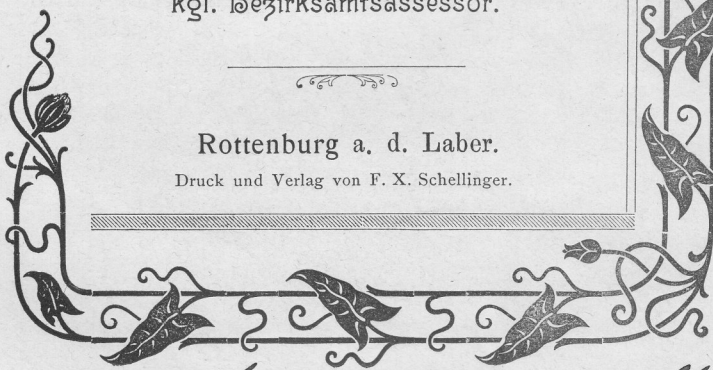 kgl. Bezirksamtsassessor.
Rottenburg a. d. Laber.
Druck und Verlag von F. X. Schellinger.